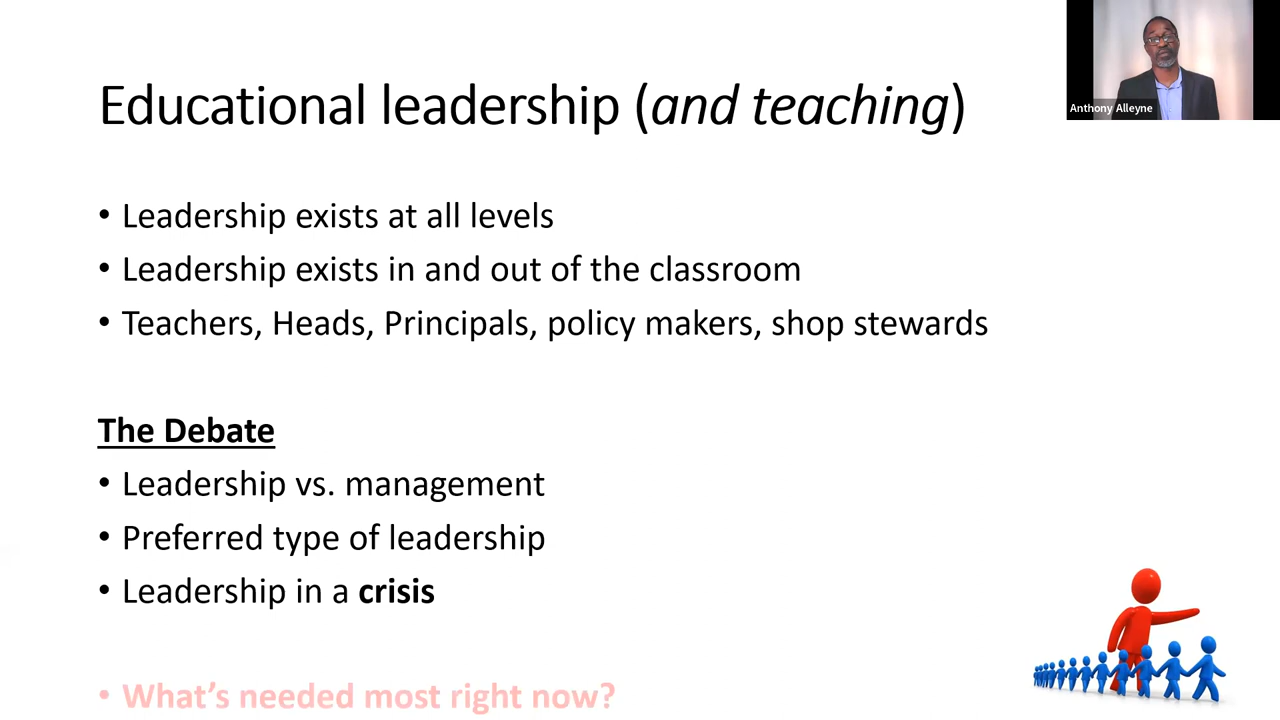 Educational leadership (and teaching)
Anthony Alleyne
• Leadership exists at all levels
• Leadership exists in and out of the classroom
• Teachers, Heads, Principals, policy makers, shop stewards
The Debate
• Leadership vs. management
• Preferred type of leadership
• Leadership in a crisis
• What’s needed most right now?